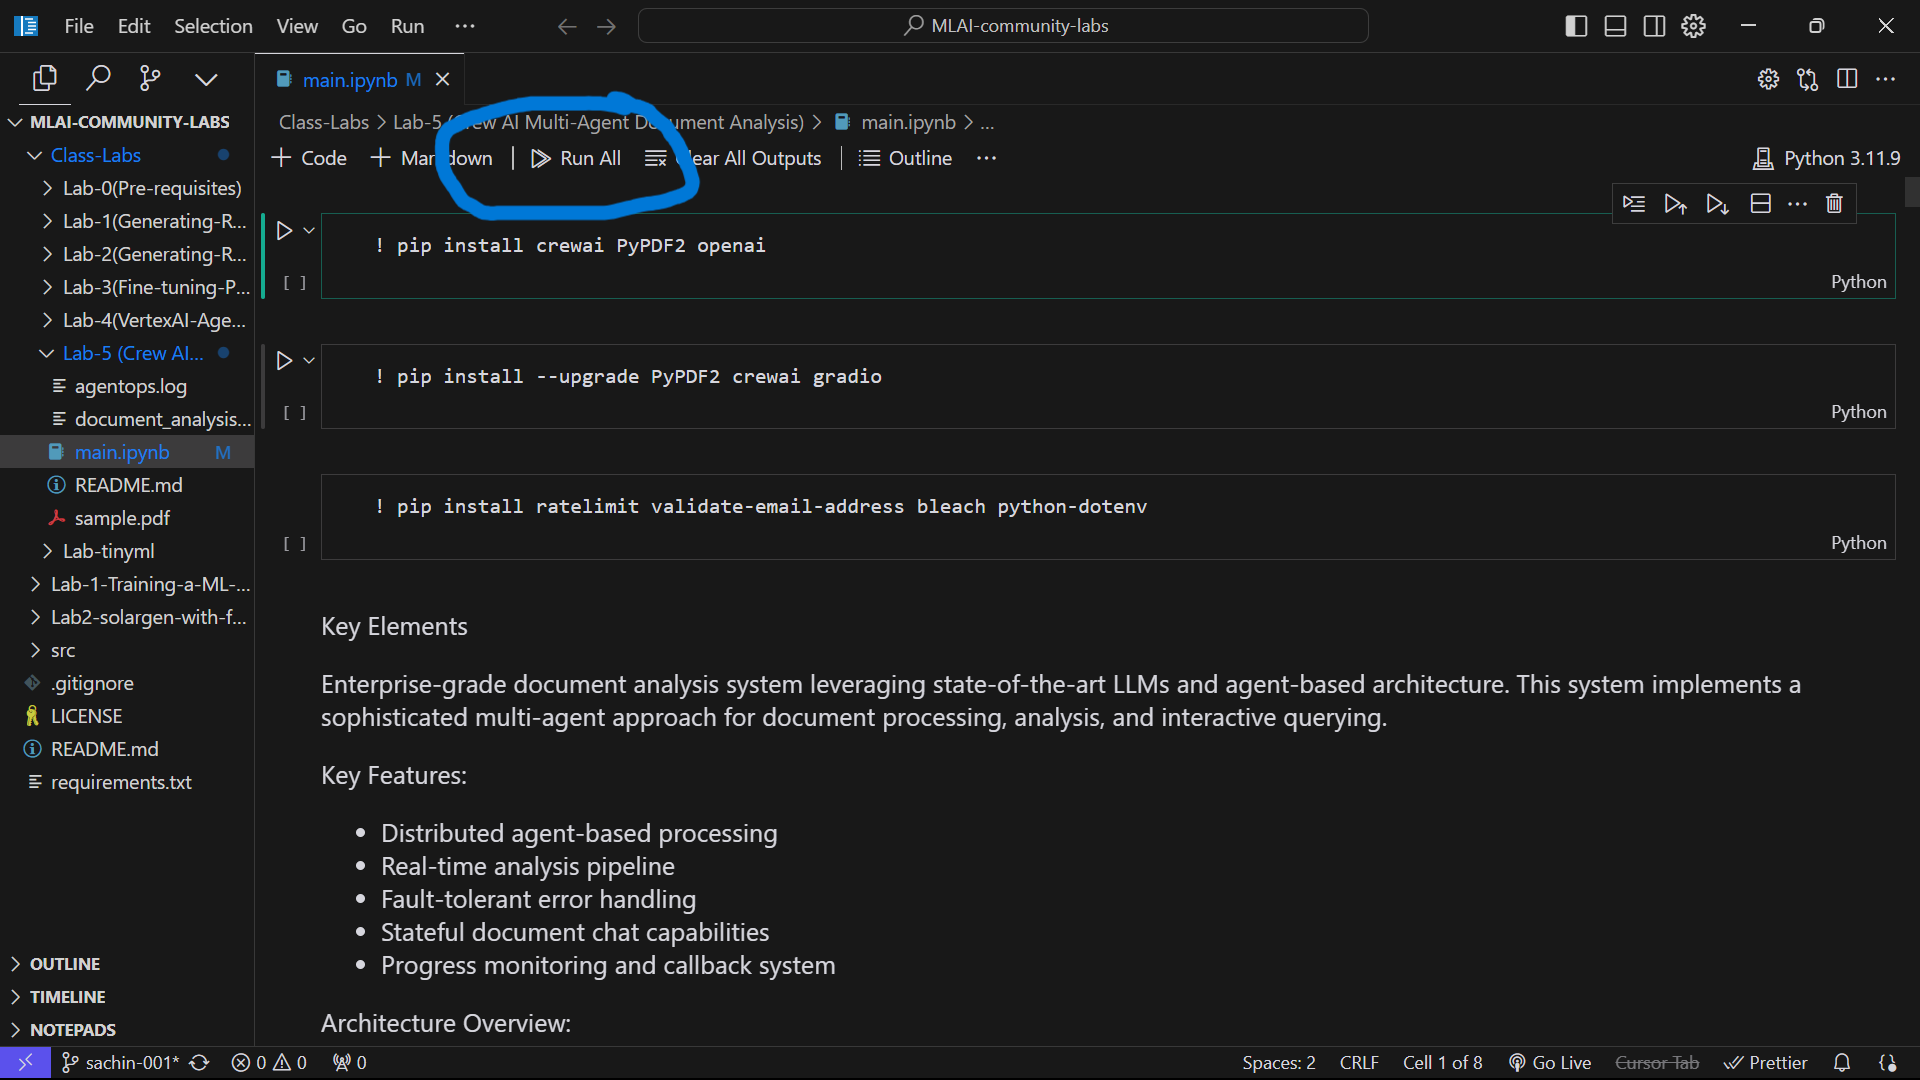 File Edit Selection View Go Run ... MLAI-community-labs
main.ipynb M
MLAI-COMMUNITY-LABS
Class-Labs
Lab-0(Pre-requisites)
Lab-1(Generating-R...
Lab-2(Generating-R...
Lab-3(Fine-tuning-P...
Lab-4(VertexAI-Age...
Lab-5 (Crew AI...
agentops.log
document_analysis...
main.ipynb M
README.md
sample.pdf
Lab-tinyml
Lab-1-Training-a-ML-...
Lab2-solargen-with-f...
src
.gitignore
LICENSE
README.md
requirements.txt
OUTLINE
TIMELINE
NOTEPADS
Class-Labs > Lab-5 (Crew AI Multi-Agent Document Analysis) > main.ipynb > ...
+ Code + Markdown | Run All Clear All Outputs | Outline ... Python 3.11.9
! pip install crewai PyPDF2 openai
[ ] Python
! pip install --upgrade PyPDF2 crewai gradio
[ ] Python
! pip install ratelimit validate-email-address bleach python-dotenv
[ ] Python
Key Elements
Enterprise-grade document analysis system leveraging state-of-the-art LLMs and agent-based architecture. This system implements a
sophisticated multi-agent approach for document processing, analysis, and interactive querying.
Key Features:
• Distributed agent-based processing
• Real-time analysis pipeline
• Fault-tolerant error handling
• Stateful document chat capabilities
• Progress monitoring and callback system
Architecture Overview:
sachin-001* 0 0 0 Spaces: 2 CRLF Cell 1 of 8 Go Live Cursor Tab Prettier